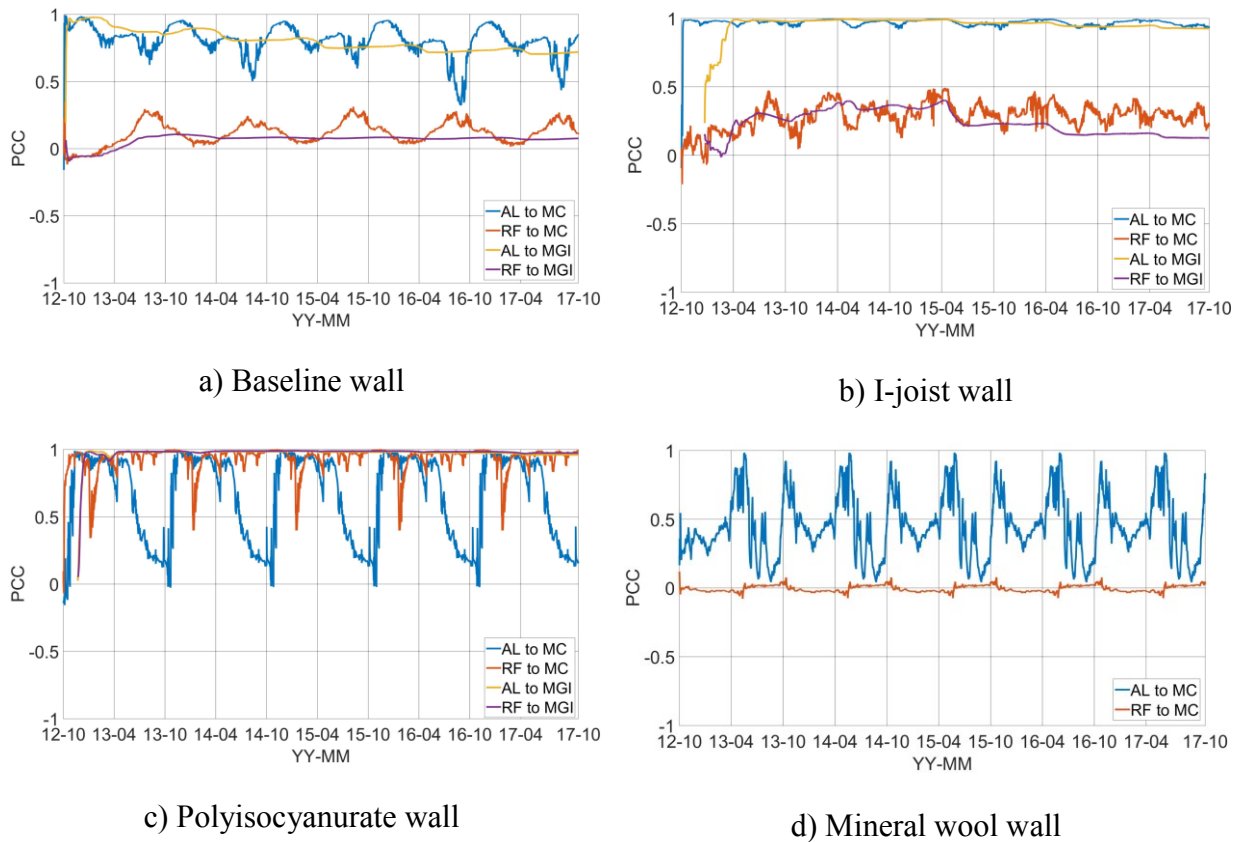 1
0.5
0
-0.5
-1
PCC
12-10 13-04 13-10 14-04 14-10 15-04 15-10 16-04 16-10 17-04 17-10
YY-MM
AL to MC
RF to MC
AL to MGI
RF to MGI
a) Baseline wall
1
0.5
0
-0.5
-1
PCC
12-10 13-04 13-10 14-04 14-10 15-04 15-10 16-04 16-10 17-04 17-10
YY-MM
AL to MC
RF to MC
AL to MGI
RF to MGI
b) I-joist wall
1
0.5
0
-0.5
-1
PCC
12-10 13-04 13-10 14-04 14-10 15-04 15-10 16-04 16-10 17-04 17-10
YY-MM
AL to MC
RF to MC
AL to MGI
RF to MGI
c) Polyisocyanurate wall
1
0.5
0
-0.5
-1
PCC
12-10 13-04 13-10 14-04 14-10 15-04 15-10 16-04 16-10 17-04 17-10
YY-MM
AL to MC
RF to MC
d) Mineral wool wall